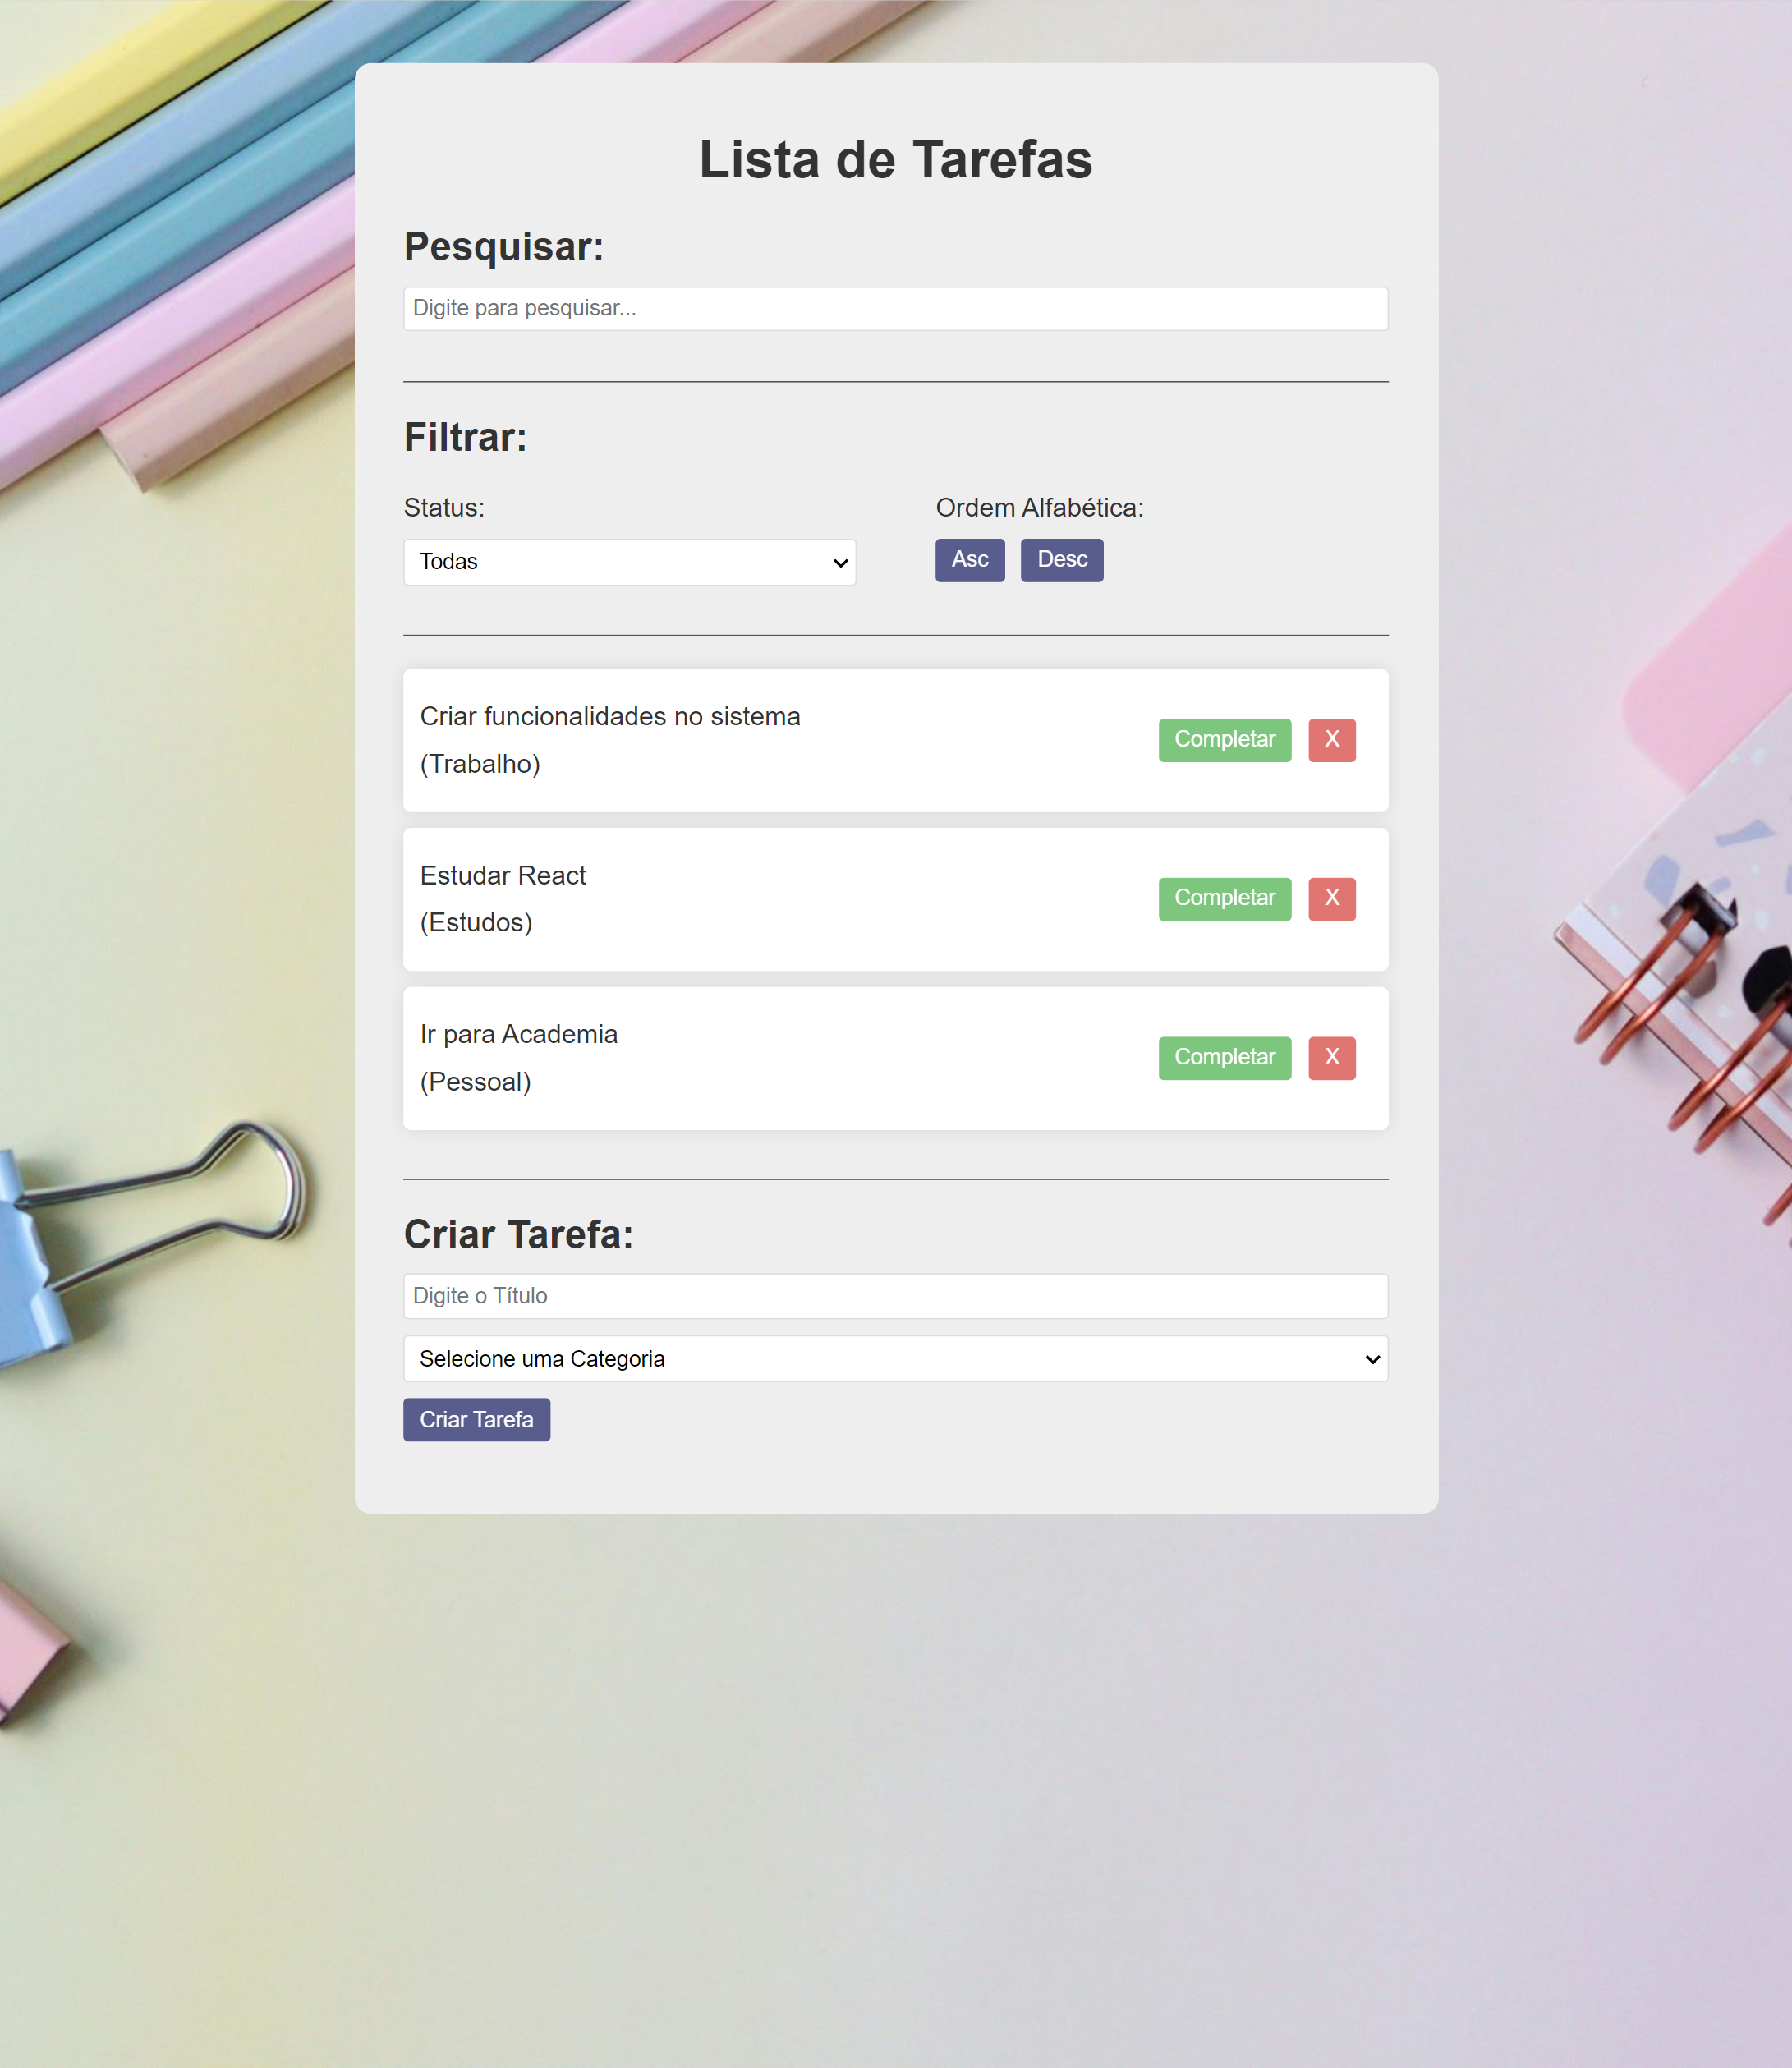 Lista de Tarefas
Pesquisar:
Digite para pesquisar...
Filtrar:
Status:
Ordem Alfabética:
Todas
Asc
Desc
Criar funcionalidades no sistema
(Trabalho)
Completar
X
Estudar React
(Estudos)
Completar
X
Ir para Academia
(Pessoal)
Completar
X
Criar Tarefa:
Digite o Título
Selecione uma Categoria
Criar Tarefa